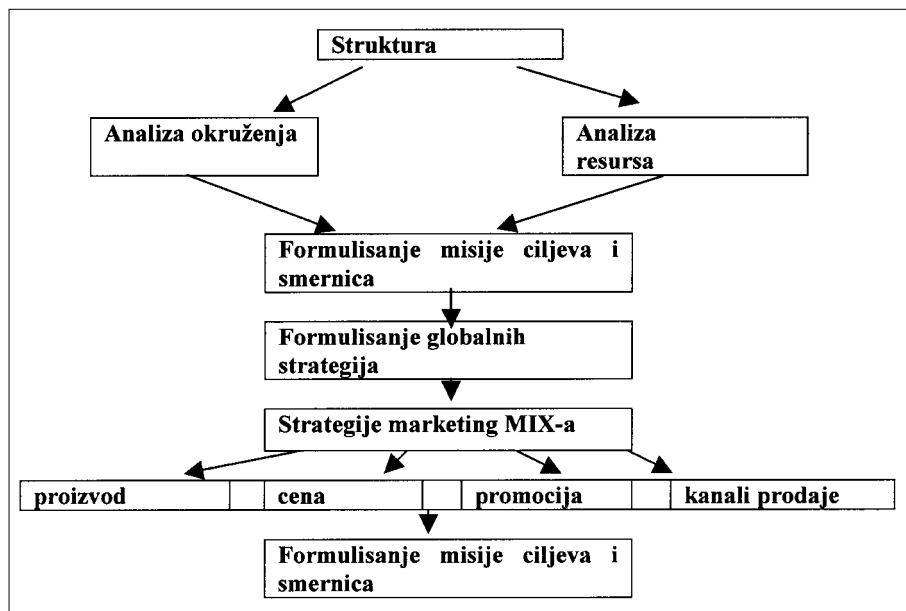 Struktura
Analiza okruženja
Analiza
resursa
Formulisanje misije ciljeva i
smernica
Formulisanje globalnih
strategija
Strategije marketing MIX-a
proizvod
cena
promocija
kanali prodaje
Formulisanje misije ciljeva i
smernica